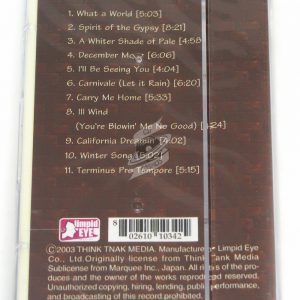 1. What a World [5:03]
2. Spirit of the Gypsy [8:21]
3. A Whiter Shade of Pale [4:58]
4. December Moon [6:06]
5. I'll Be Seeing You [4:04]
6. Carnivale (Let it Rain) [6:20]
7. Carry Me Home [5:33]
8. Ill Wind
(You're Blowin' Me No Good) [4:24]
9. California Dreamin' [5:02]
10. Winter Song [5:02]
11. Terminus Pro Tempore [5:15]
limpid
EYE
8 02610 10342
©2003 THINK TNAK MEDIA. Manufacture Limpid Eye
Co., Ltd.Originally license from Think Tank Media
Sublicense from Marquee Inc., Japan. All rights of the
producers and the owner of the works reproduced reserved.
Unauthorized copying, hiring, lending, public performance,
and broadcasting of this record prohibited.